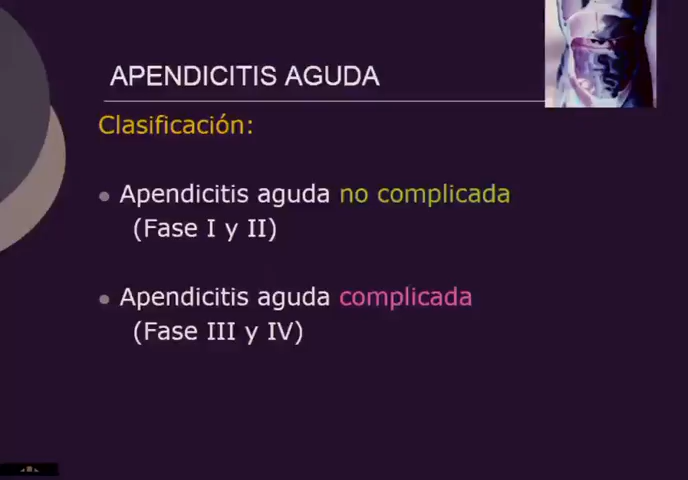 APENDICITIS AGUDA
Clasificación:
Apendicitis aguda no complicada
(Fase I y II)
Apendicitis aguda complicada
(Fase III y IV)